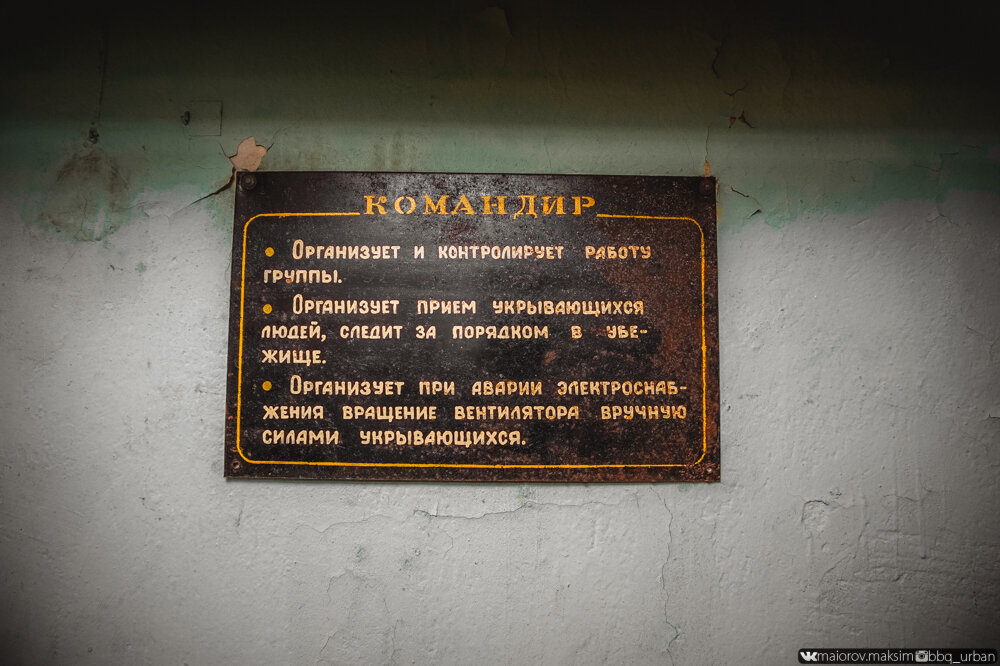 КОМАНДИР
• Организует и контролирует работу
группы.
• Организует прием укрывающихся
людей, следит за порядком в убе-
жище.
• Организует при аварии электроснаб-
жения вращение вентилятора вручную
силами укрывающихся.
maiorov.maksim bbq_urban